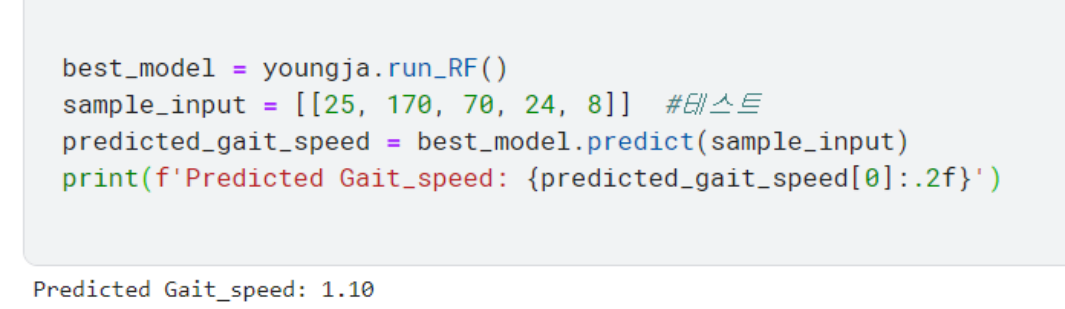 best_model = youngja.run_RF()
sample_input = [[25, 170, 70, 24, 8]]  #테스트
predicted_gait_speed = best_model.predict(sample_input)
print(f'Predicted Gait_speed: {predicted_gait_speed[0]:.2f}')
Predicted Gait_speed: 1.10